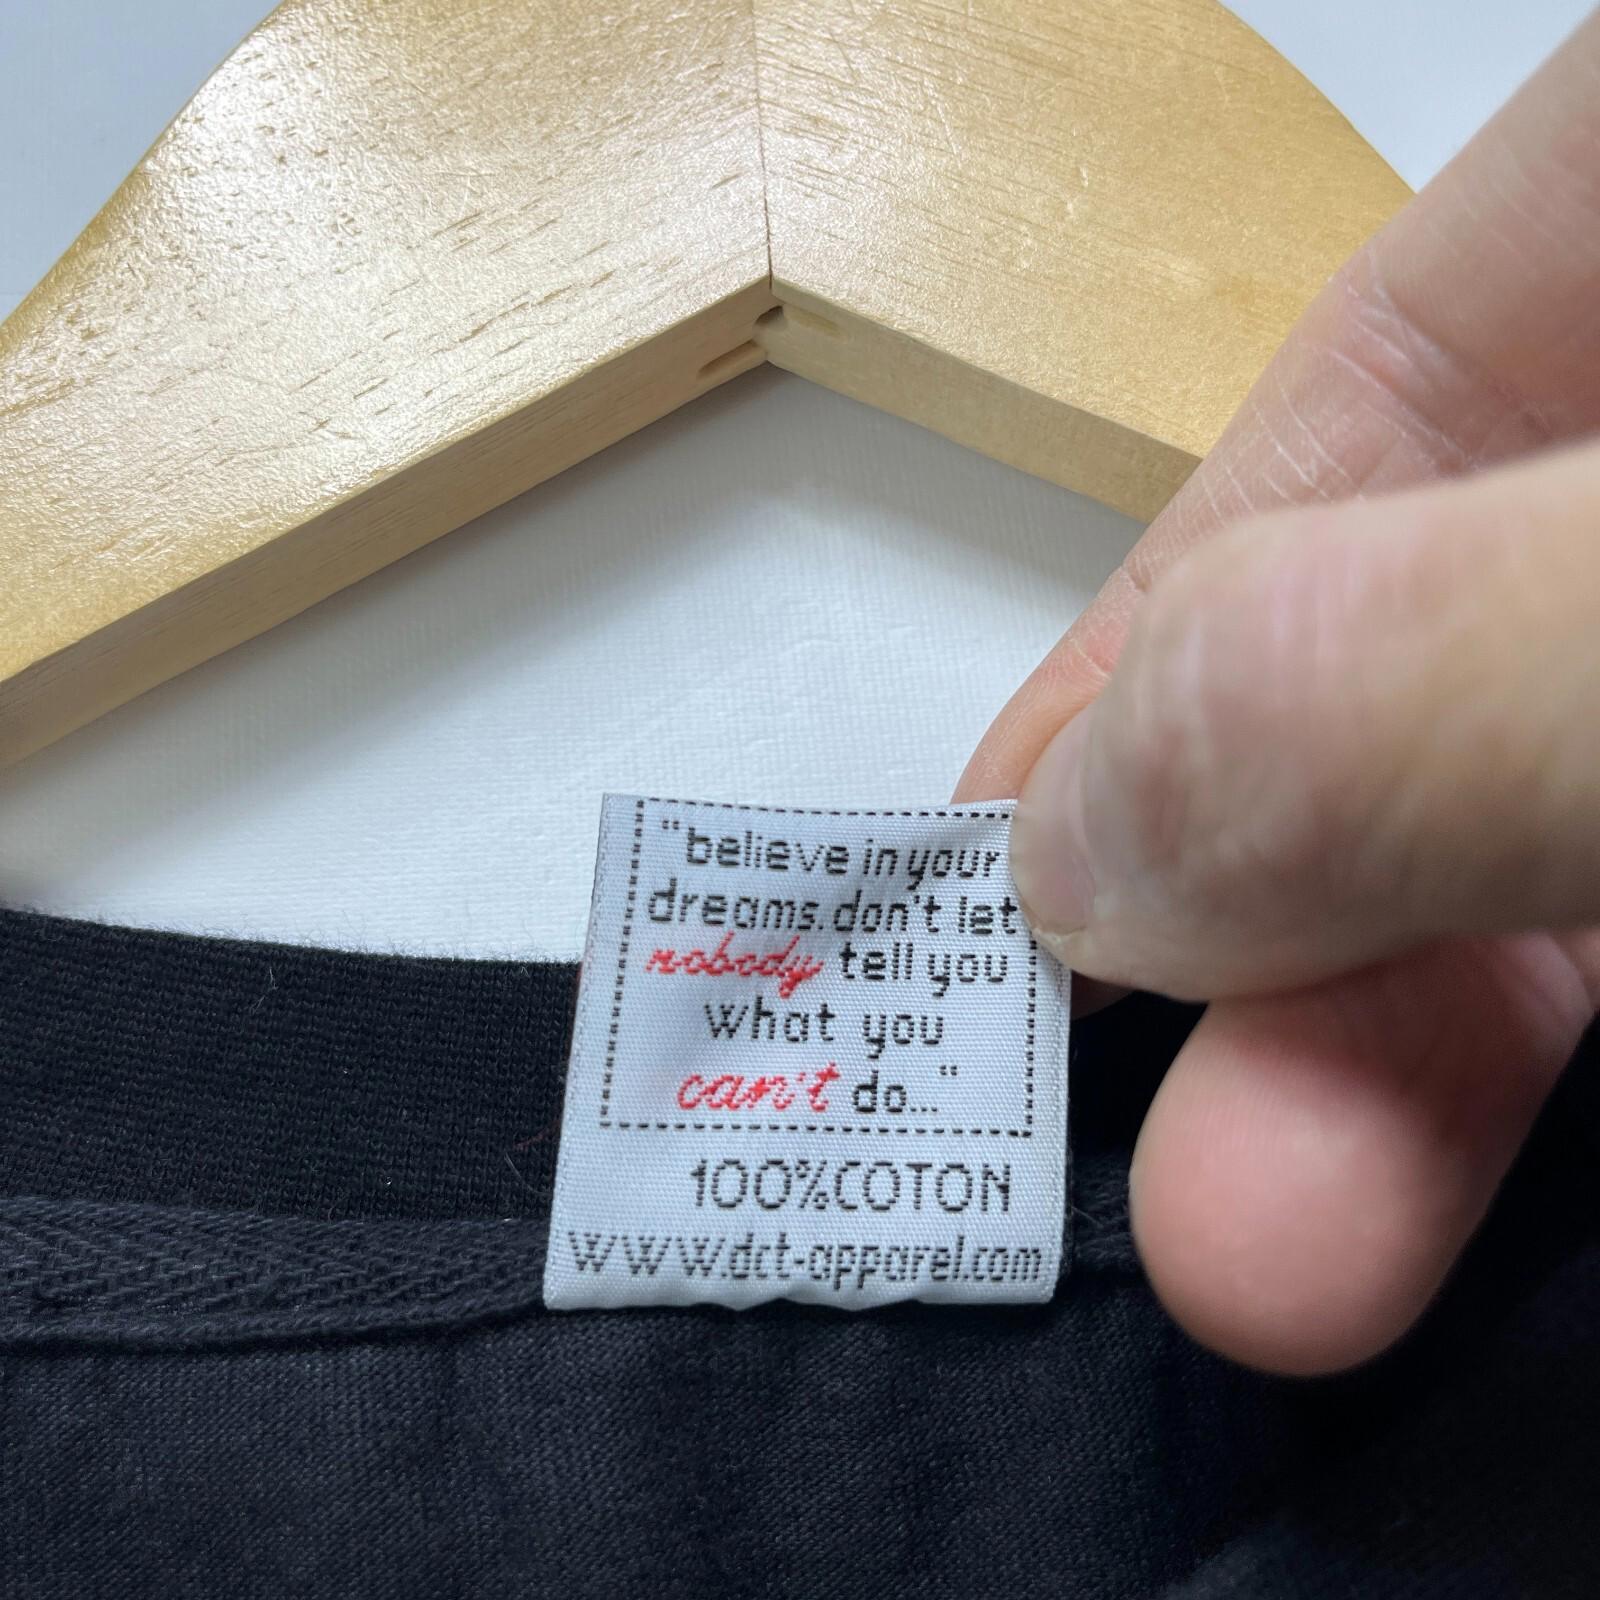 "believe in your
dreams.don't let
nobody tell you
what you
can't do..."
100%COTON
www.dct-apparel.com